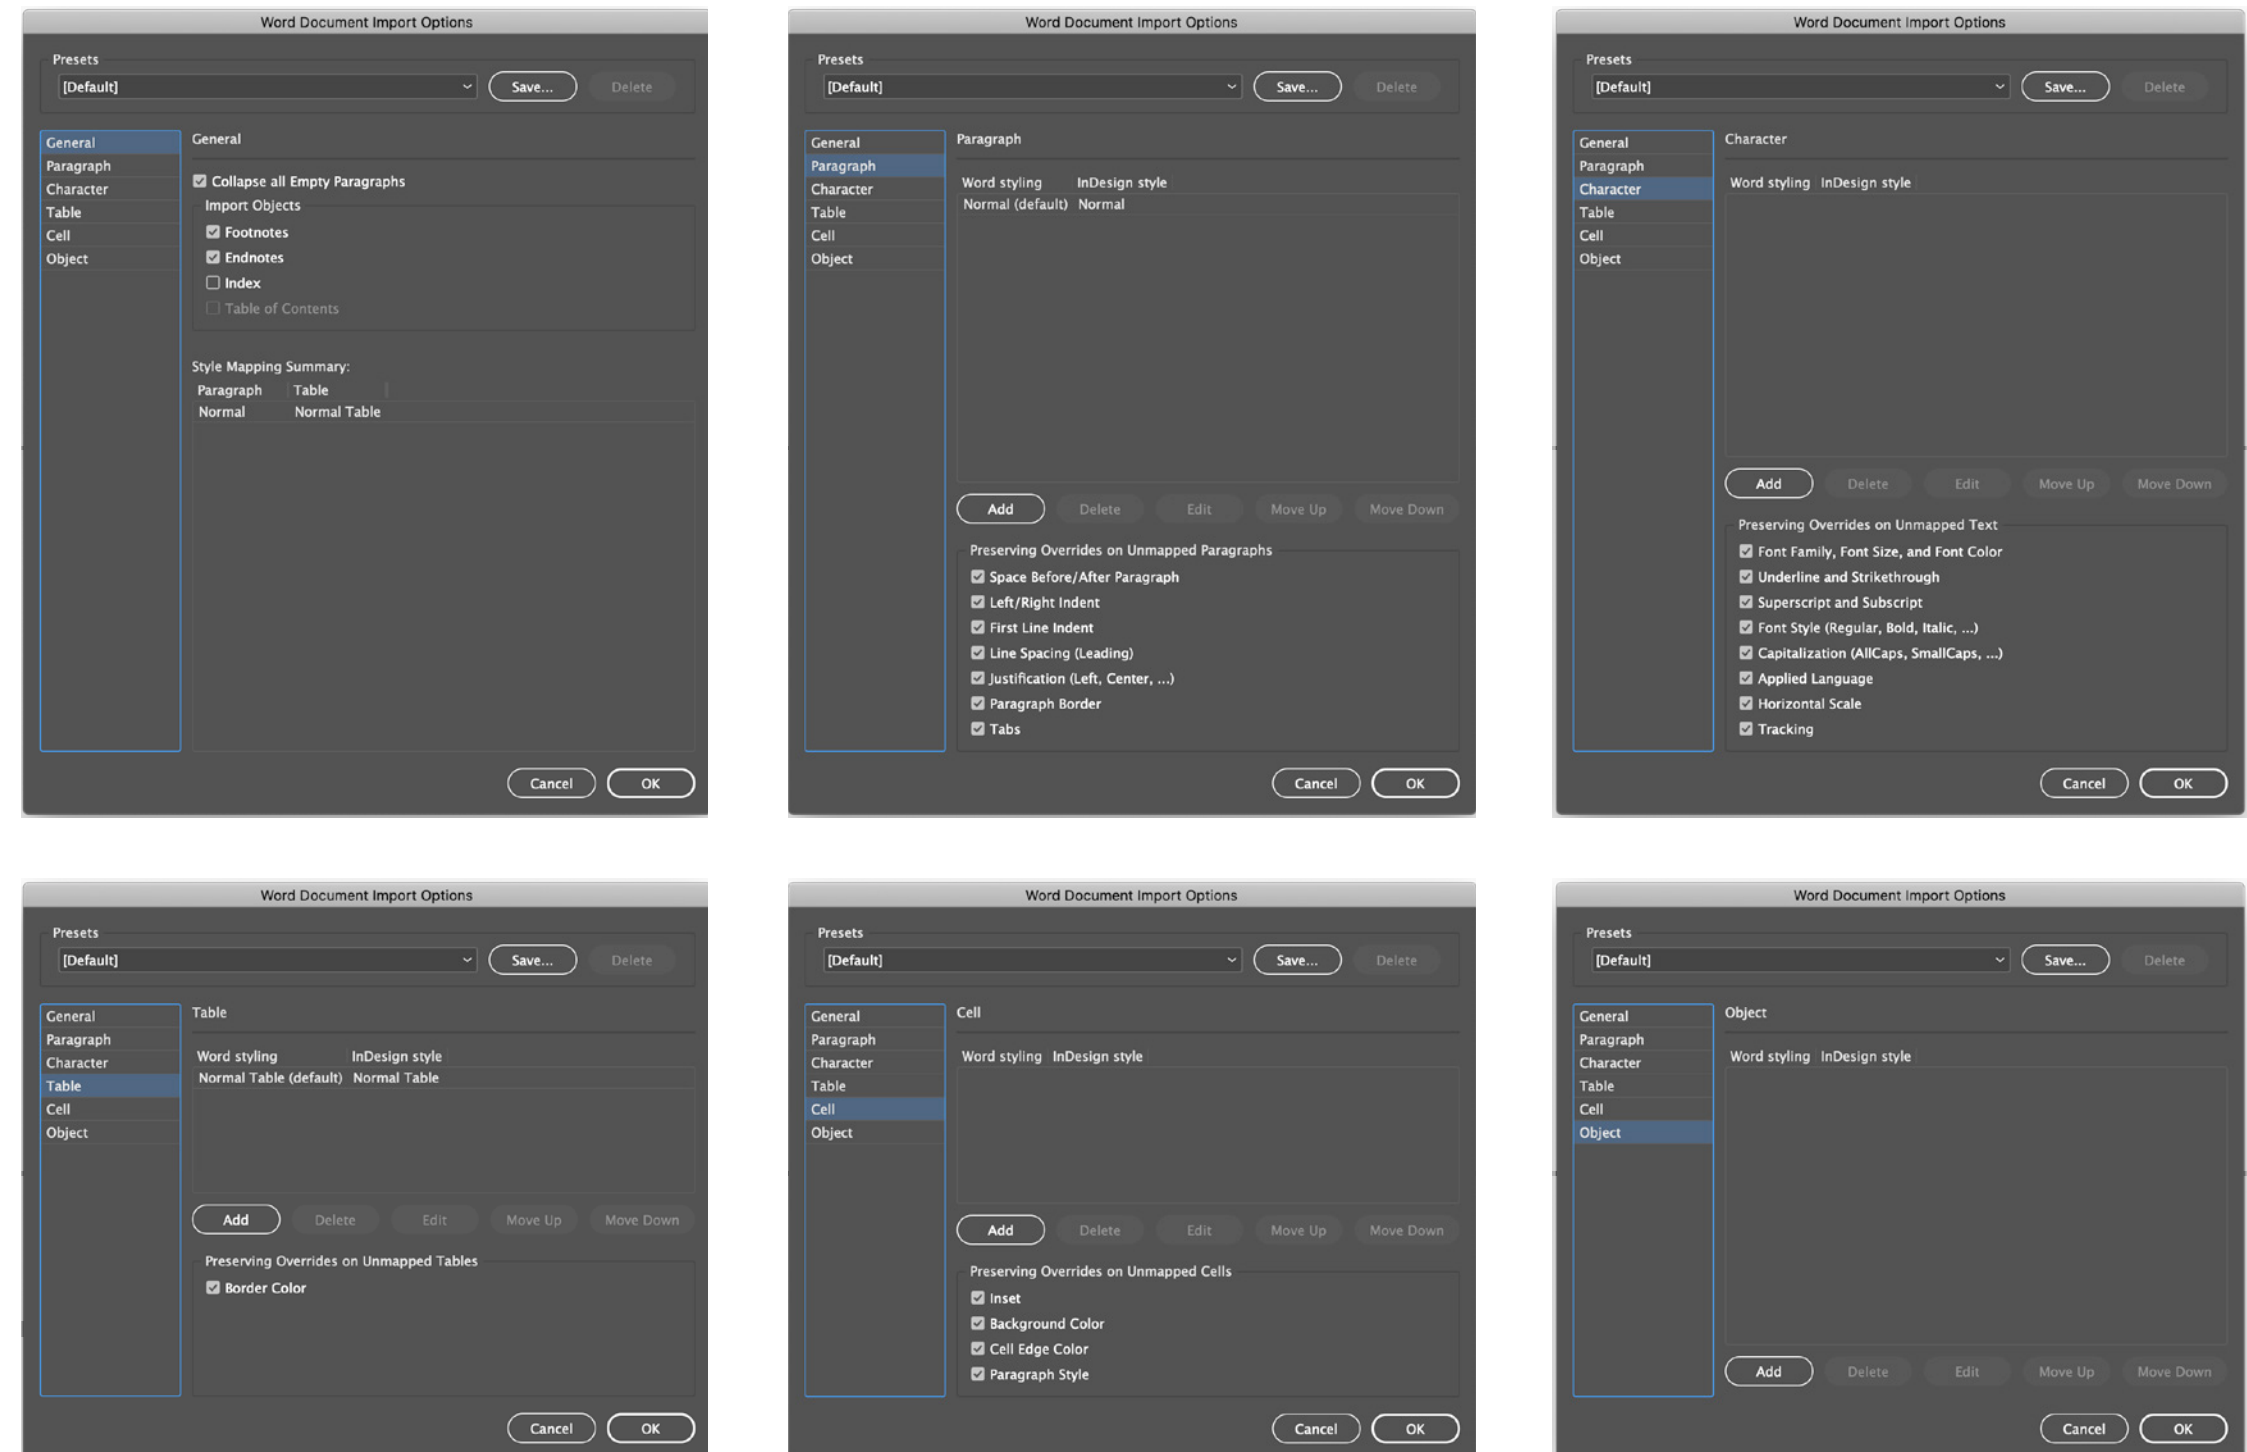 Word Document Import Options
Presets
[Default] Save... Delete
General
Paragraph
Character
Table
Cell
Object
General
Collapse all Empty Paragraphs
Import Objects
Footnotes
Endnotes
Index
Table of Contents
Style Mapping Summary:
Paragraph Table
Normal Normal Table
Cancel OK
Word Document Import Options
Presets
[Default] Save... Delete
General
Paragraph
Character
Table
Cell
Object
Paragraph
Word styling InDesign style
Normal (default) Normal
Add Delete Edit Move Up Move Down
Preserving Overrides on Unmapped Paragraphs
Space Before/After Paragraph
Left/Right Indent
First Line Indent
Line Spacing (Leading)
Justification (Left, Center, ...)
Paragraph Border
Tabs
Cancel OK
Word Document Import Options
Presets
[Default] Save... Delete
General
Paragraph
Character
Table
Cell
Object
Character
Word styling InDesign style
Add Delete Edit Move Up Move Down
Preserving Overrides on Unmapped Text
Font Family, Font Size, and Font Color
Underline and Strikethrough
Superscript and Subscript
Font Style (Regular, Bold, Italic, ...)
Capitalization (AllCaps, SmallCaps, ...)
Applied Language
Horizontal Scale
Tracking
Cancel OK
Word Document Import Options
Presets
[Default] Save... Delete
General
Paragraph
Character
Table
Cell
Object
Table
Word styling InDesign style
Normal Table (default) Normal Table
Add Delete Edit Move Up Move Down
Preserving Overrides on Unmapped Tables
Border Color
Cancel OK
Word Document Import Options
Presets
[Default] Save... Delete
General
Paragraph
Character
Table
Cell
Object
Cell
Word styling InDesign style
Add Delete Edit Move Up Move Down
Preserving Overrides on Unmapped Cells
Inset
Background Color
Cell Edge Color
Paragraph Style
Cancel OK
Word Document Import Options
Presets
[Default] Save... Delete
General
Paragraph
Character
Table
Cell
Object
Object
Word styling InDesign style
Add Delete Edit Move Up Move Down
Cancel OK